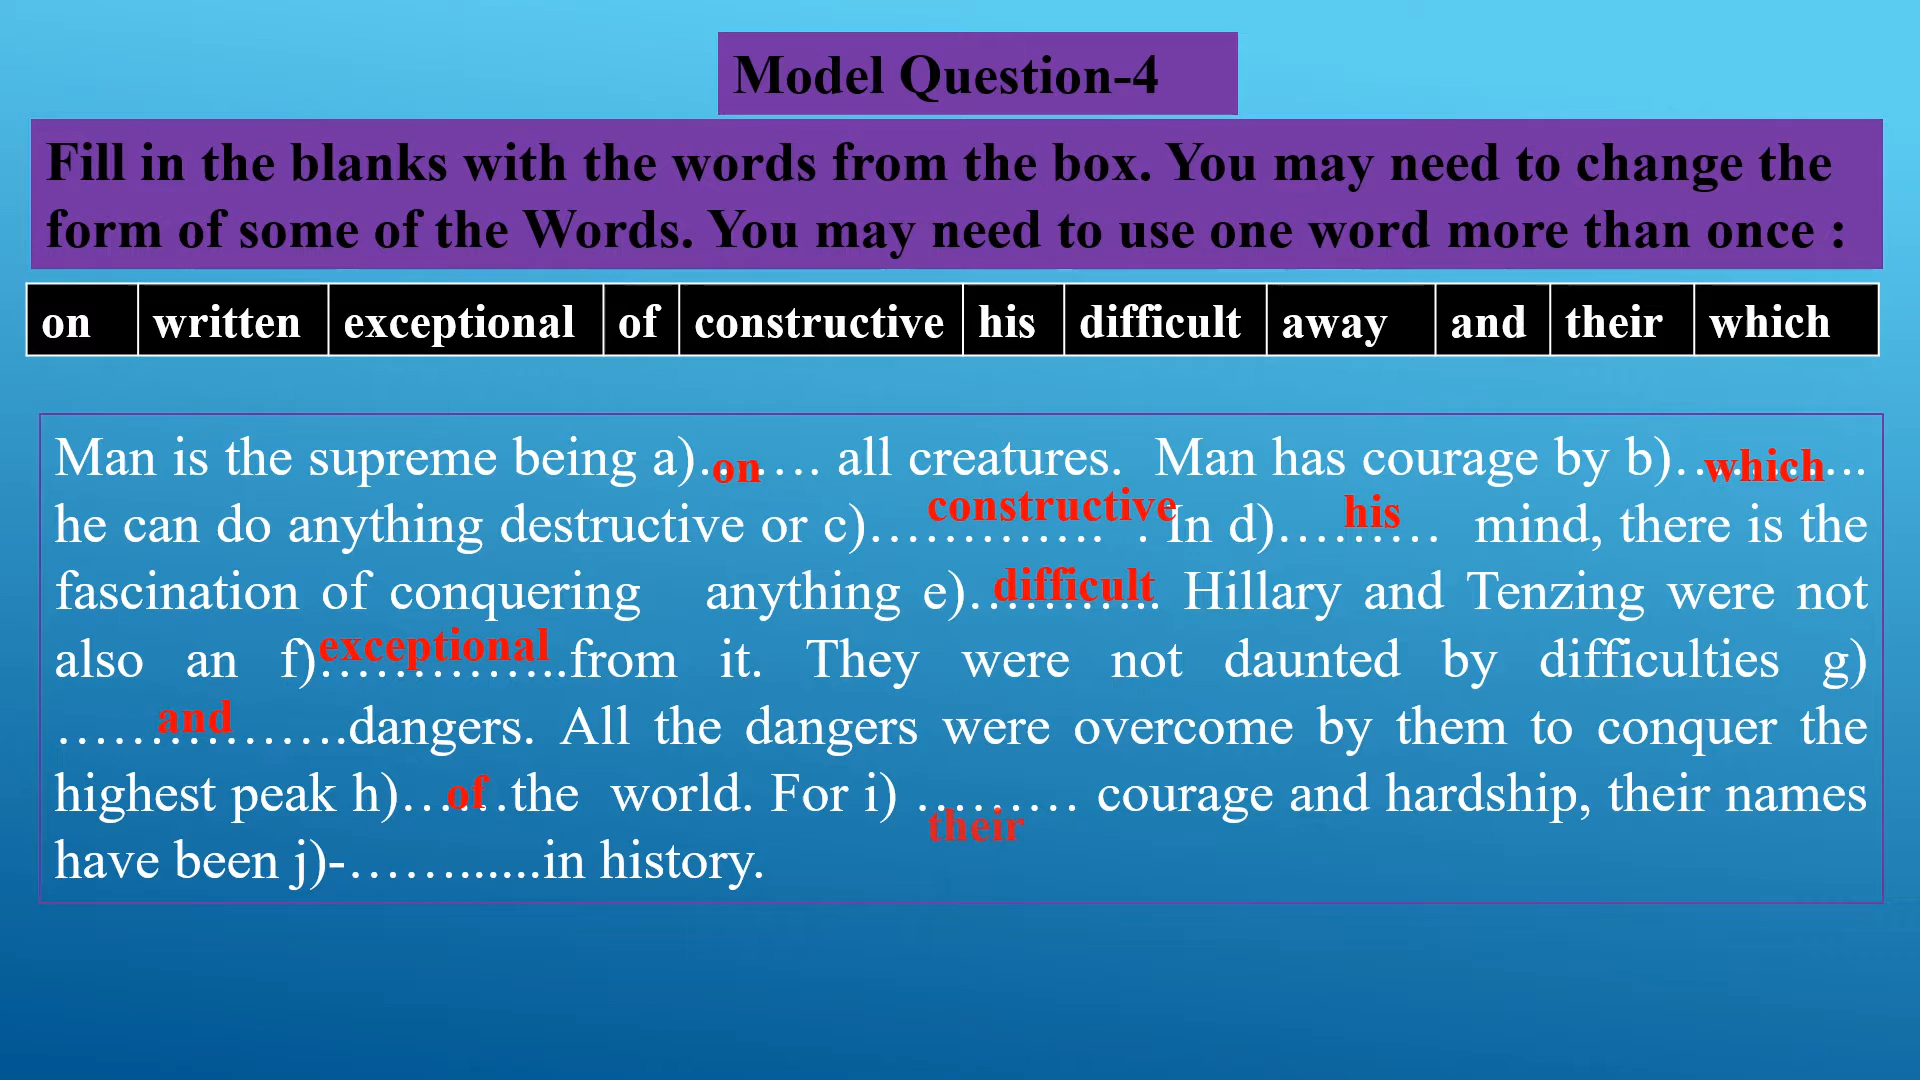 Model Question-4
Fill in the blanks with the words from the box. You may need to change the
form of some of the Words. You may need to use one word more than once :
on written exceptional of constructive his difficult away and their which
Man is the supreme being a)..on..... all creatures. Man has courage by b)...which....
he can do anything destructive or c)............. constructive . In d)...his...... mind, there is the
fascination of conquering anything e)..difficult.. Hillary and Tenzing were not
also an f)exceptional..............from it. They were not daunted by difficulties g)
......and..........dangers. All the dangers were overcome by them to conquer the
highest peak h)...of...the world. For i) ......... their courage and hardship, their names
have been j)-............in history.